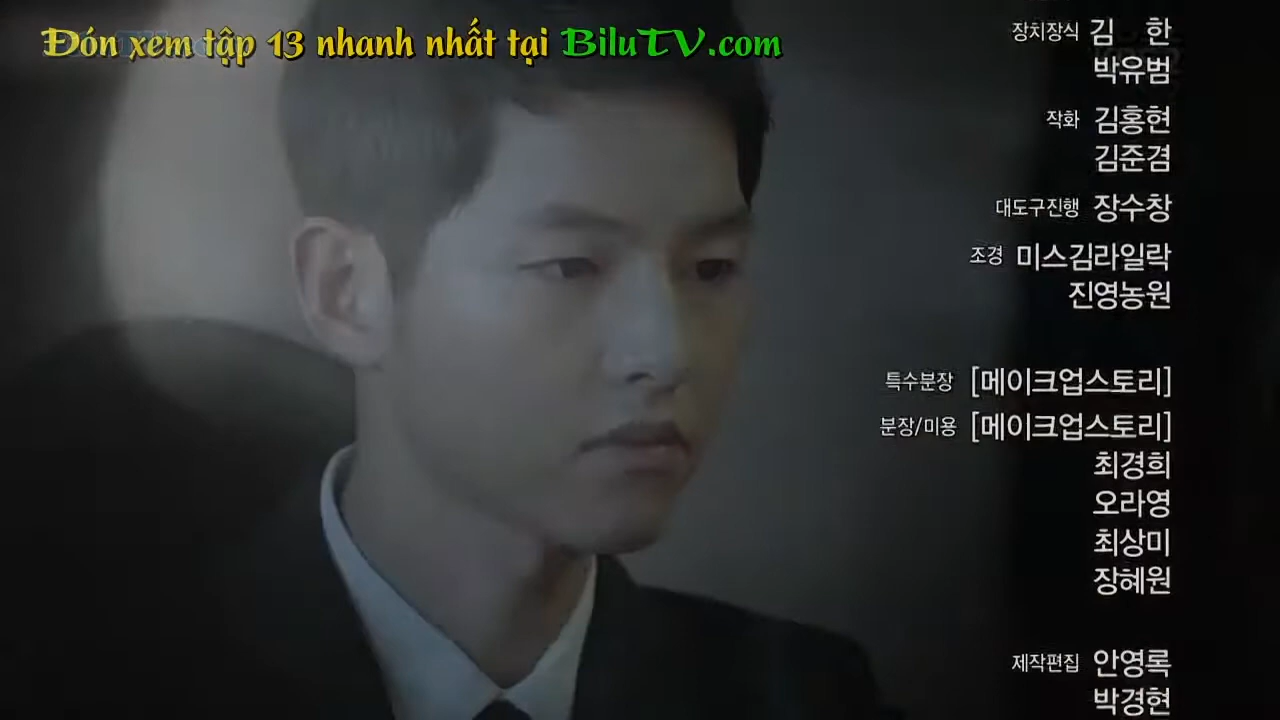 Đón xem tập 13 nhanh nhất tại BiluTV.com
장치장식 김 한
박유범
작화 김홍현
김준겸
대도구진행 장수창
조경 미스김라일락
진영농원
특수분장 [메이크업스토리]
분장/미용 [메이크업스토리]
최경희
오라영
최상미
장혜원
제작편집 안영록
박경현